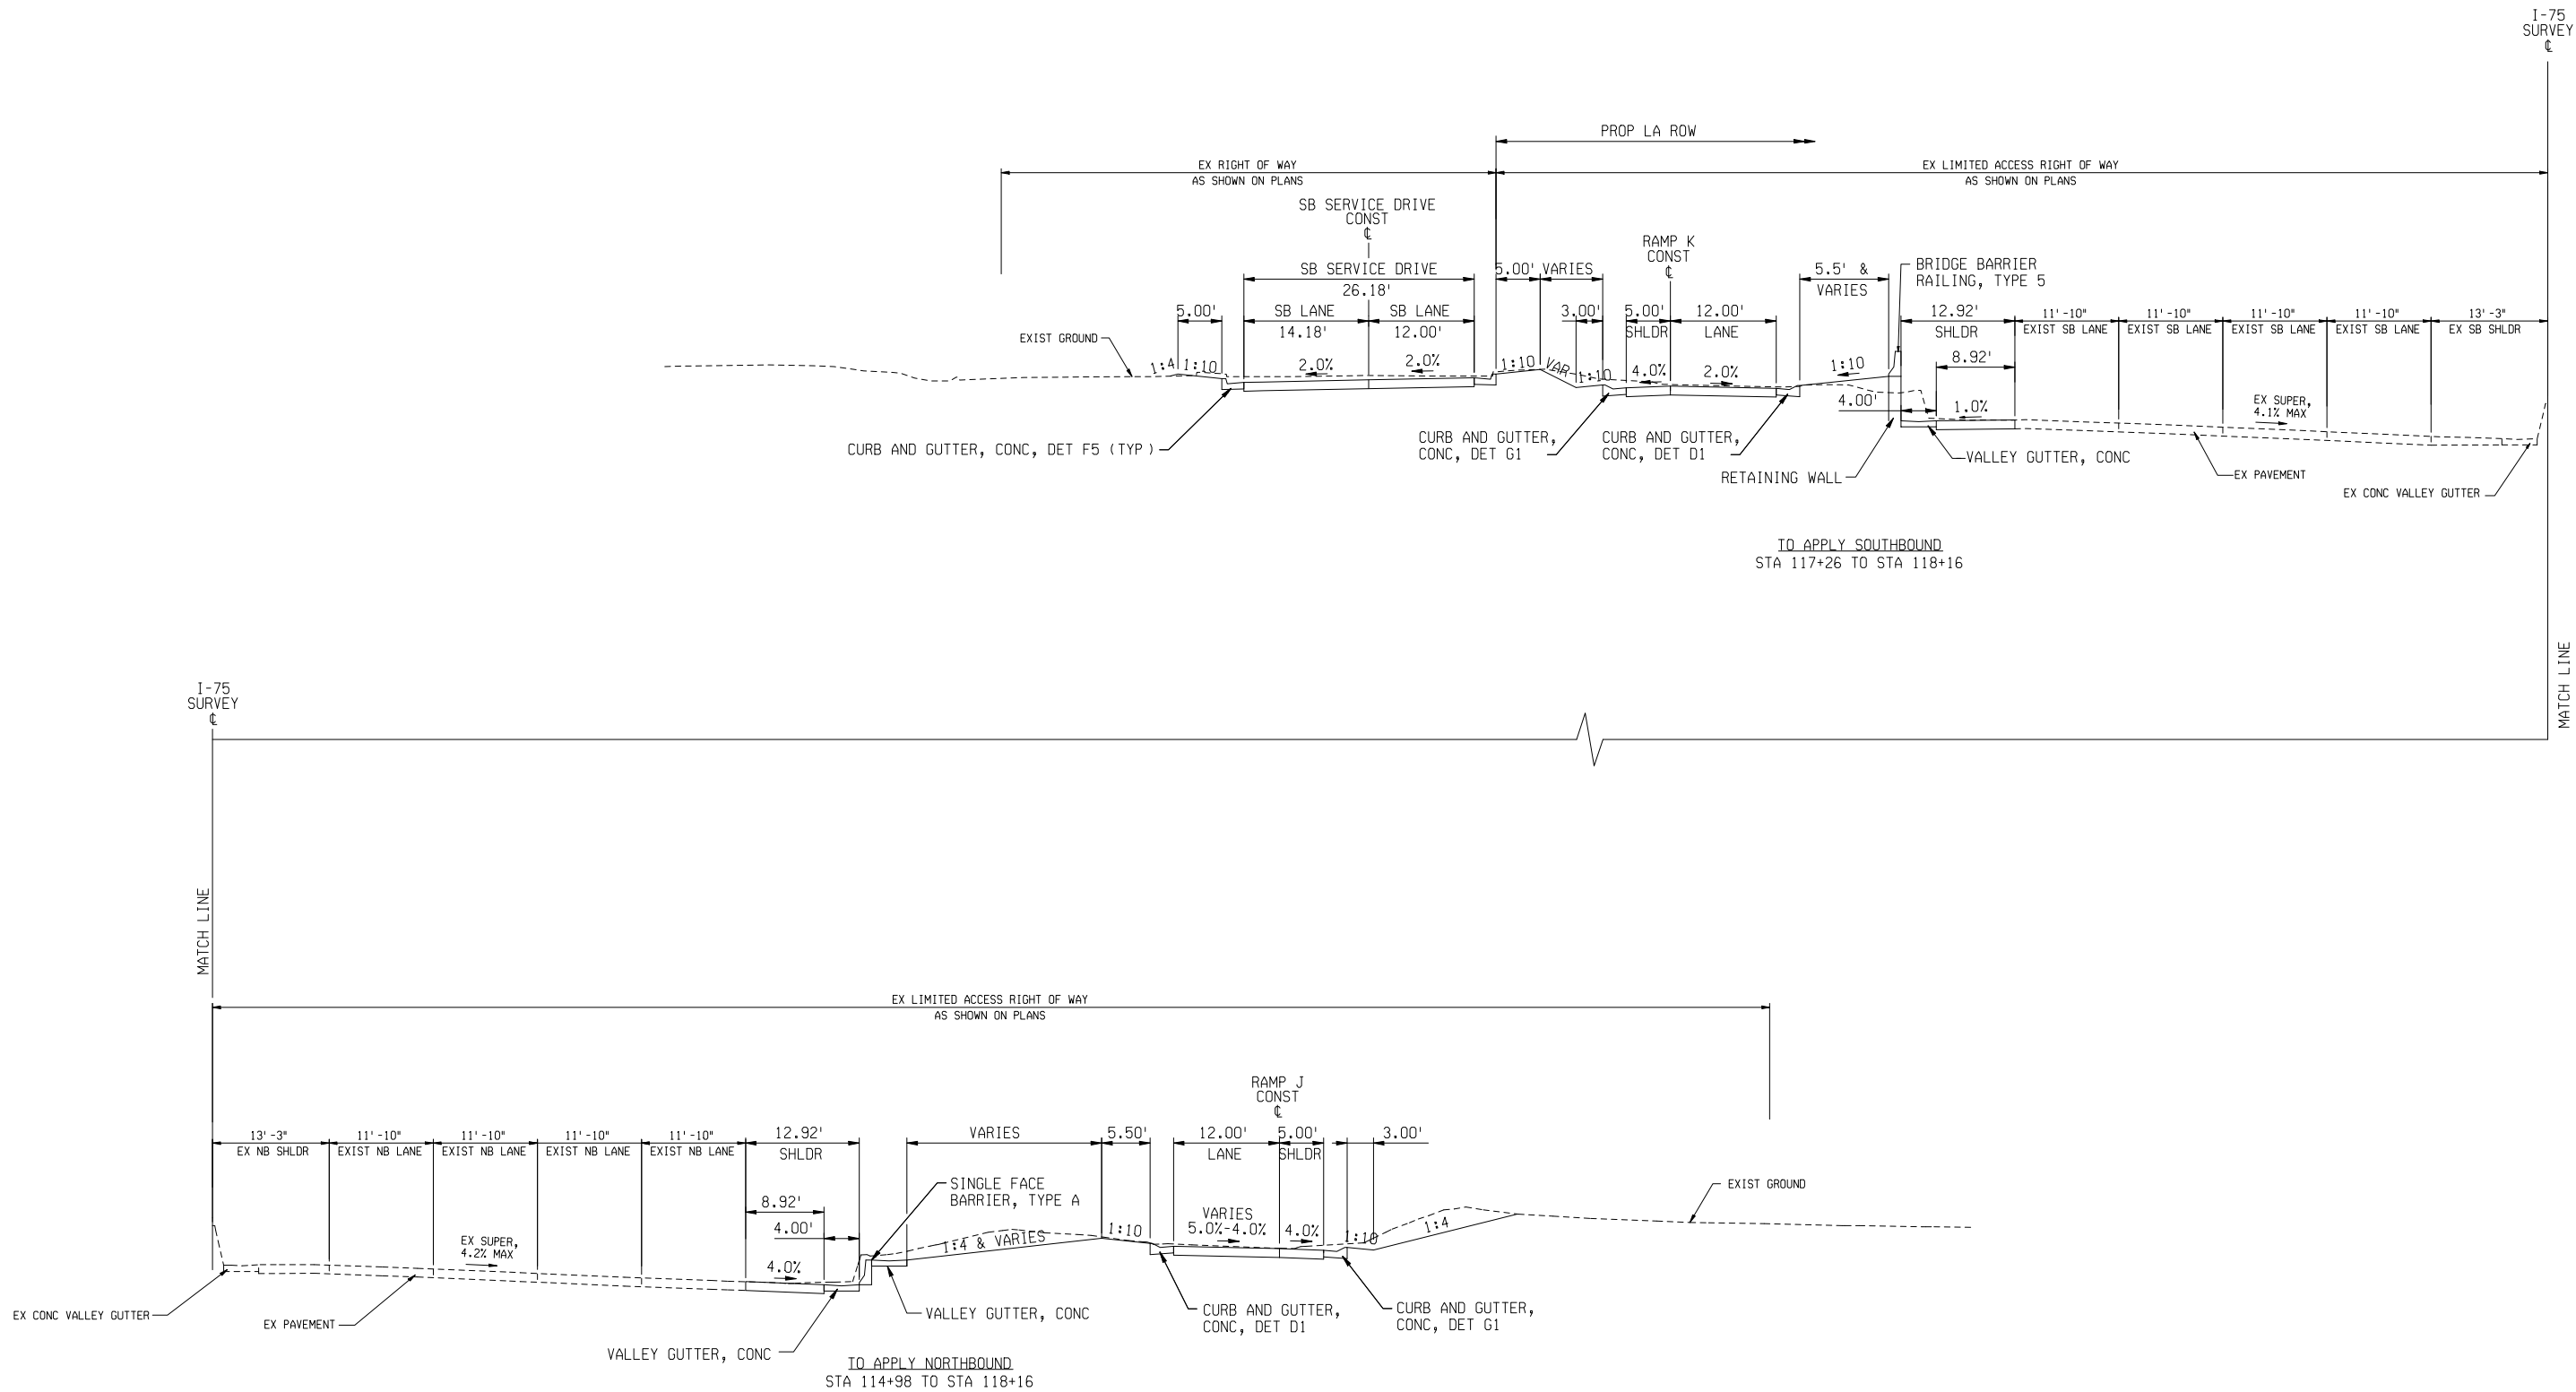 I-75
SURVEY
℄
PROP LA ROW
EX RIGHT OF WAY
AS SHOWN ON PLANS
EX LIMITED ACCESS RIGHT OF WAY
AS SHOWN ON PLANS
SB SERVICE DRIVE
CONST
℄
RAMP K
CONST
℄
SB SERVICE DRIVE
26.18'
5.00'
SB LANE
14.18'
SB LANE
12.00'
5.00'
VARIES
3.00'
5.00'
SHLDR
12.00'
LANE
5.5' &
VARIES
BRIDGE BARRIER
RAILING, TYPE 5
12.92'
SHLDR
8.92'
11'-10"
EXIST SB LANE
11'-10"
EXIST SB LANE
11'-10"
EXIST SB LANE
11'-10"
EXIST SB LANE
13'-3"
EX SB SHLDR
EXIST GROUND
1:4
1:10
2.0%
2.0%
1:10
VAR
1:10
4.0%
2.0%
1:10
4.00'
1.0%
EX SUPER,
4.1% MAX
CURB AND GUTTER, CONC, DET F5 (TYP)
CURB AND GUTTER,
CONC, DET G1
CURB AND GUTTER,
CONC, DET D1
RETAINING WALL
VALLEY GUTTER, CONC
EX PAVEMENT
EX CONC VALLEY GUTTER
TO APPLY SOUTHBOUND
STA 117+26 TO STA 118+16
MATCH LINE
I-75
SURVEY
℄
MATCH LINE
EX LIMITED ACCESS RIGHT OF WAY
AS SHOWN ON PLANS
RAMP J
CONST
℄
13'-3"
EX NB SHLDR
11'-10"
EXIST NB LANE
11'-10"
EXIST NB LANE
11'-10"
EXIST NB LANE
11'-10"
EXIST NB LANE
12.92'
SHLDR
VARIES
5.50'
12.00'
LANE
5.00'
SHLDR
3.00'
8.92'
4.00'
SINGLE FACE
BARRIER, TYPE A
EXIST GROUND
EX SUPER,
4.2% MAX
4.0%
1:4 & VARIES
1:10
VARIES
5.0%-4.0%
4.0%
1:10
1:4
EX CONC VALLEY GUTTER
EX PAVEMENT
VALLEY GUTTER, CONC
VALLEY GUTTER, CONC
CURB AND GUTTER,
CONC, DET D1
CURB AND GUTTER,
CONC, DET G1
TO APPLY NORTHBOUND
STA 114+98 TO STA 118+16